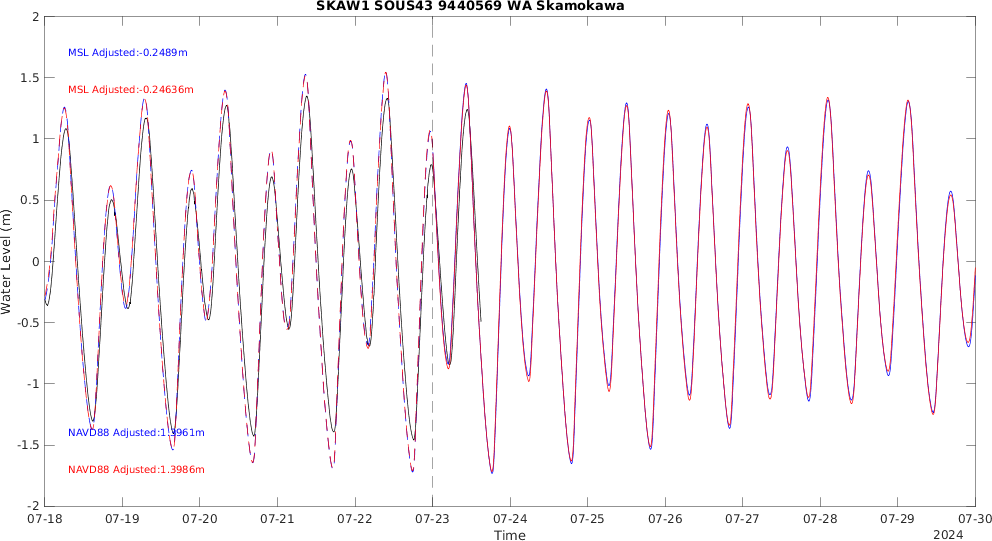 SKAW1 SOUS43 9440569 WA Skamokawa
2
1.5
1
0.5
0
-0.5
-1
-1.5
-2
Water Level (m)
MSL Adjusted:-0.2489m
MSL Adjusted:-0.24636m
NAVD88 Adjusted:1.3961m
NAVD88 Adjusted:1.3986m
07-18 07-19 07-20 07-21 07-22 07-23 07-24 07-25 07-26 07-27 07-28 07-29 07-30
Time
2024